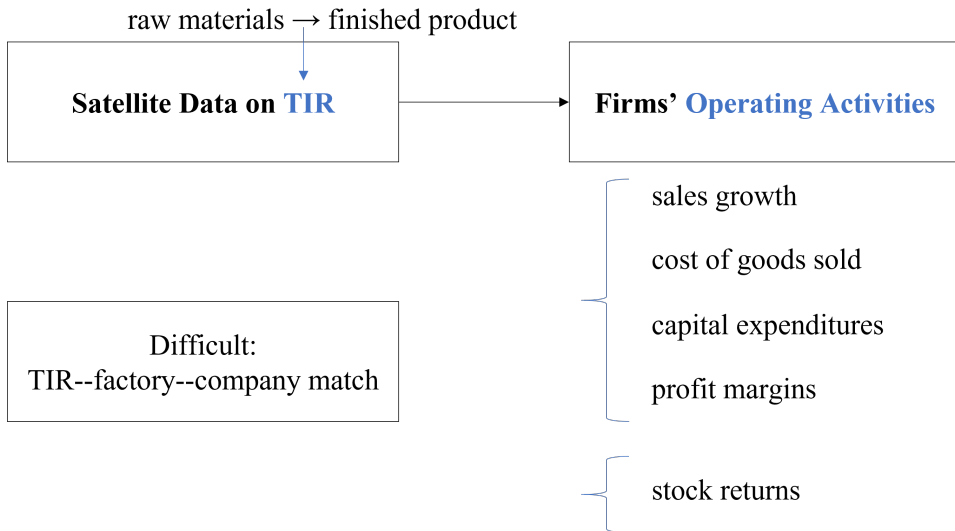 raw materials → finished product
Satellite Data on TIR
Firms’ Operating Activities
sales growth
cost of goods sold
capital expenditures
profit margins
Difficult:
TIR--factory--company match
stock returns